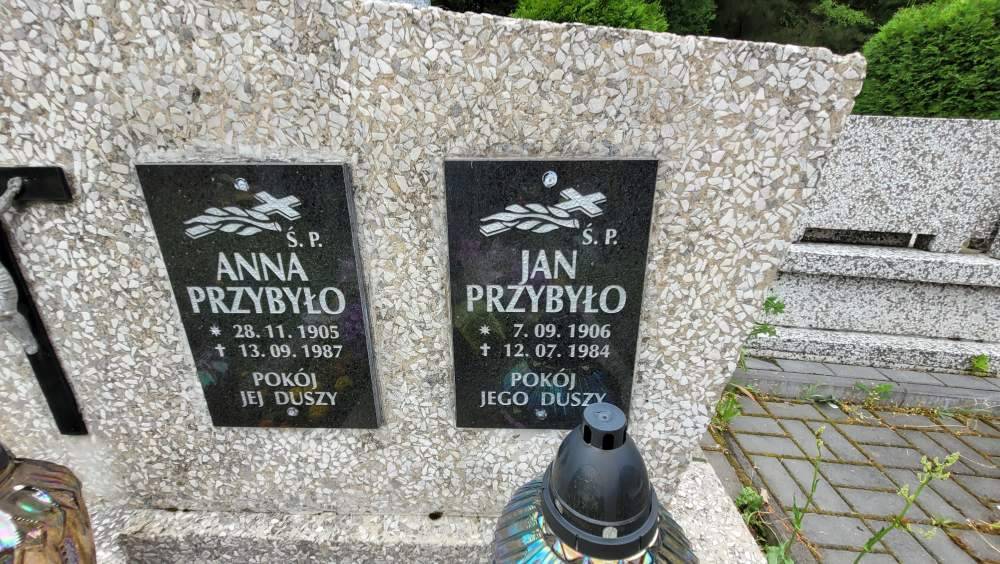 Ś. P.
ANNA
PRZYBYŁO
* 28. 11. 1905
✝ 13. 09. 1987
POKÓJ
JEJ DUSZY
Ś. P.
JAN
PRZYBYŁO
* 7. 09. 1906
✝ 12. 07. 1984
POKÓJ
JEGO DUSZY